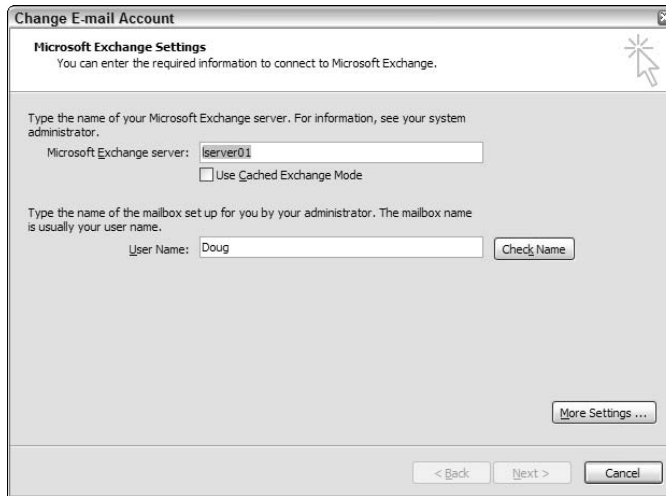 Change E-mail Account
Microsoft Exchange Settings
You can enter the required information to connect to Microsoft Exchange.
Type the name of your Microsoft Exchange server. For information, see your system
administrator.
Microsoft Exchange server: lserver01
Use Cached Exchange Mode
Type the name of the mailbox set up for you by your administrator. The mailbox name
is usually your user name.
User Name: Doug Check Name
More Settings ...
< Back Next > Cancel